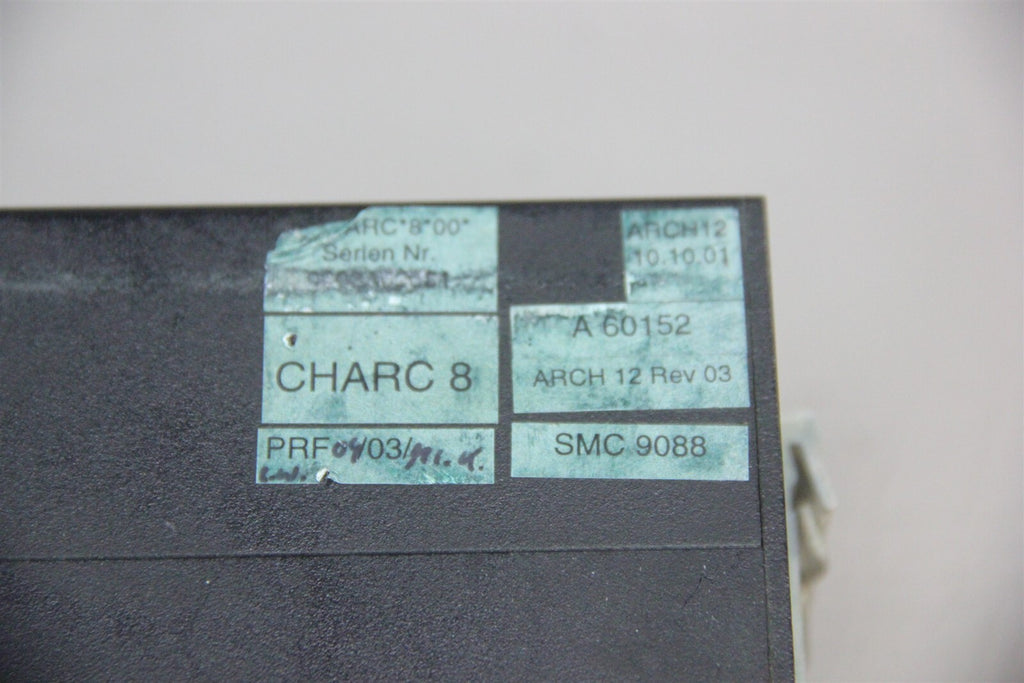 ARC*8*00*
Serien Nr.
CHARC 8
PRF04/03/
ARCH12
10.10.01
A 60152
ARCH 12 Rev 03
SMC 9088